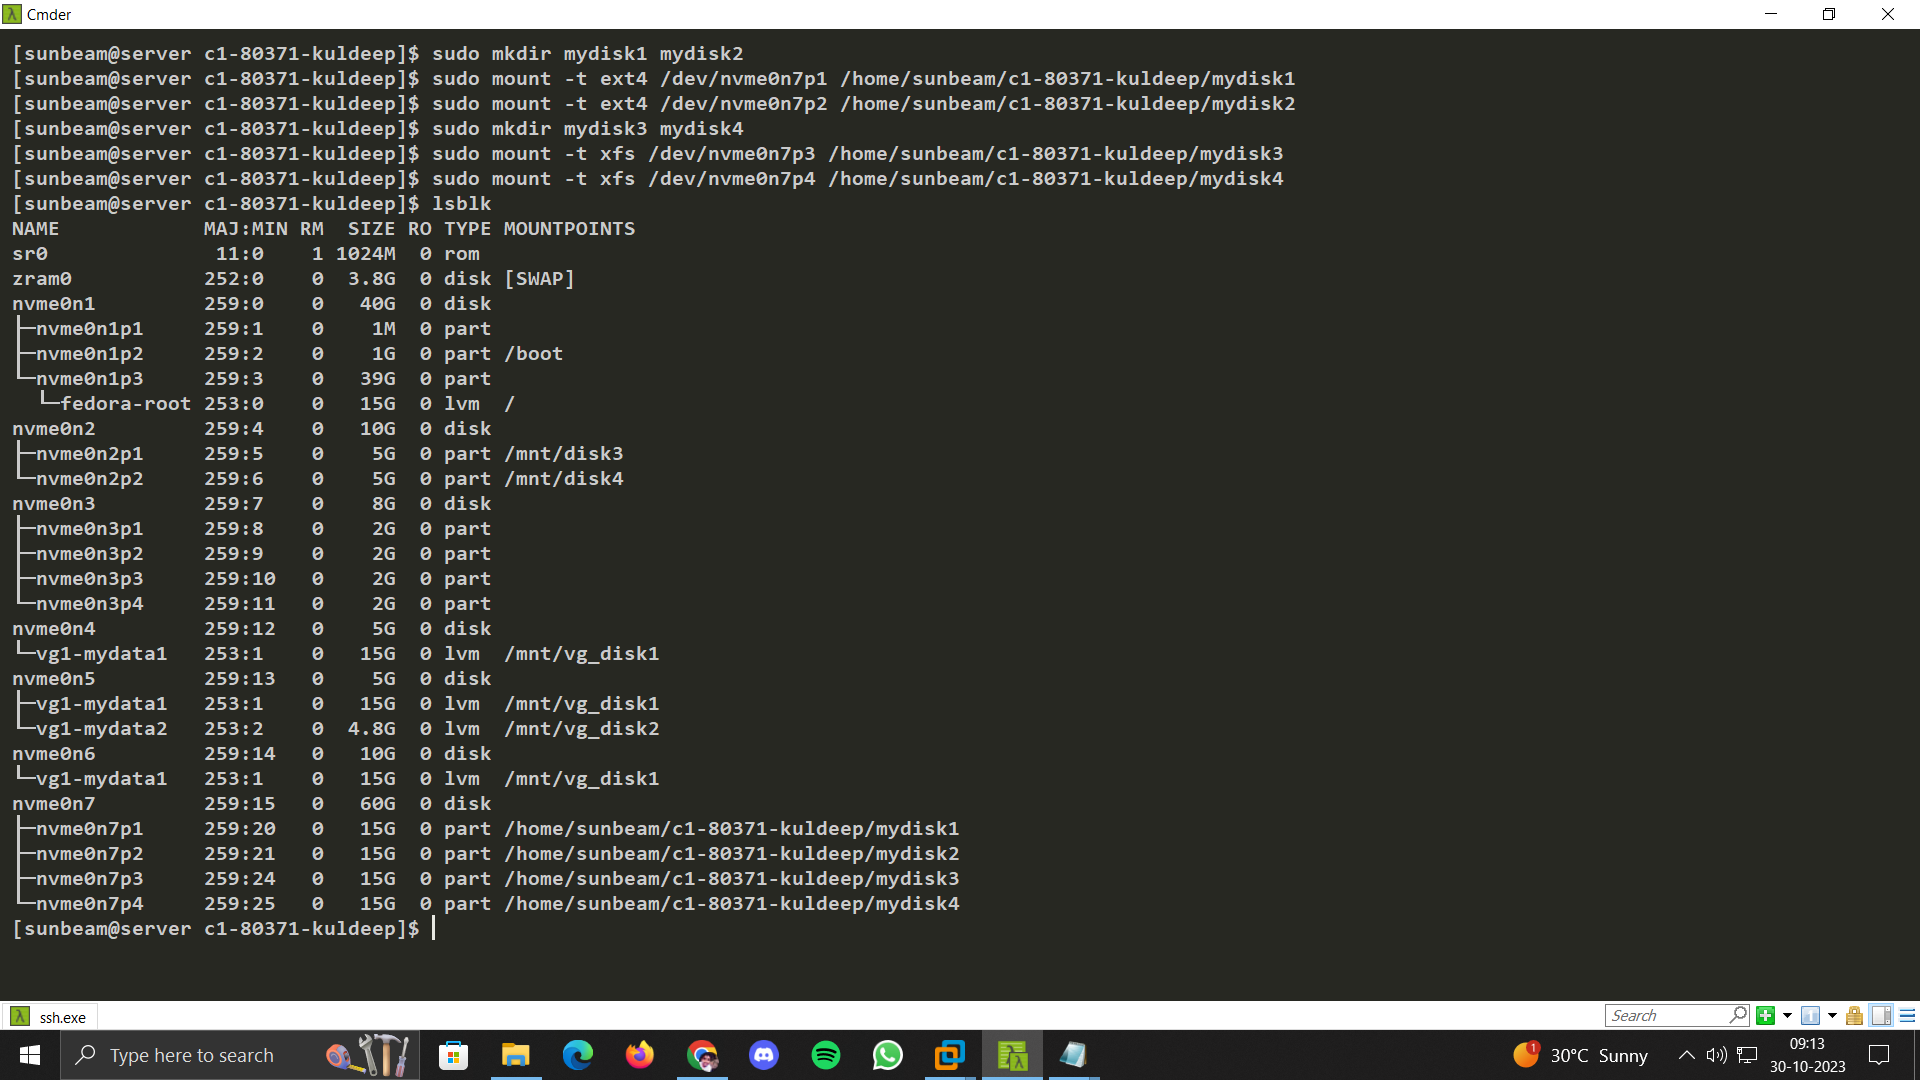 Cmder
[sunbeam@server c1-80371-kuldeep]$ sudo mkdir mydisk1 mydisk2
[sunbeam@server c1-80371-kuldeep]$ sudo mount -t ext4 /dev/nvme0n7p1 /home/sunbeam/c1-80371-kuldeep/mydisk1
[sunbeam@server c1-80371-kuldeep]$ sudo mount -t ext4 /dev/nvme0n7p2 /home/sunbeam/c1-80371-kuldeep/mydisk2
[sunbeam@server c1-80371-kuldeep]$ sudo mkdir mydisk3 mydisk4
[sunbeam@server c1-80371-kuldeep]$ sudo mount -t xfs /dev/nvme0n7p3 /home/sunbeam/c1-80371-kuldeep/mydisk3
[sunbeam@server c1-80371-kuldeep]$ sudo mount -t xfs /dev/nvme0n7p4 /home/sunbeam/c1-80371-kuldeep/mydisk4
[sunbeam@server c1-80371-kuldeep]$ lsblk
NAME            MAJ:MIN RM  SIZE RO TYPE MOUNTPOINTS
sr0              11:0    1 1024M  0 rom
zram0           252:0    0  3.8G  0 disk [SWAP]
nvme0n1         259:0    0   40G  0 disk
├─nvme0n1p1     259:1    0    1M  0 part
├─nvme0n1p2     259:2    0    1G  0 part /boot
└─nvme0n1p3     259:3    0   39G  0 part
  └─fedora-root 253:0    0   15G  0 lvm  /
nvme0n2         259:4    0   10G  0 disk
├─nvme0n2p1     259:5    0    5G  0 part /mnt/disk3
└─nvme0n2p2     259:6    0    5G  0 part /mnt/disk4
nvme0n3         259:7    0    8G  0 disk
├─nvme0n3p1     259:8    0    2G  0 part
├─nvme0n3p2     259:9    0    2G  0 part
├─nvme0n3p3     259:10   0    2G  0 part
└─nvme0n3p4     259:11   0    2G  0 part
nvme0n4         259:12   0    5G  0 disk
└─vg1-mydata1   253:1    0   15G  0 lvm  /mnt/vg_disk1
nvme0n5         259:13   0    5G  0 disk
├─vg1-mydata1   253:1    0   15G  0 lvm  /mnt/vg_disk1
└─vg1-mydata2   253:2    0  4.8G  0 lvm  /mnt/vg_disk2
nvme0n6         259:14   0   10G  0 disk
└─vg1-mydata1   253:1    0   15G  0 lvm  /mnt/vg_disk1
nvme0n7         259:15   0   60G  0 disk
├─nvme0n7p1     259:20   0   15G  0 part /home/sunbeam/c1-80371-kuldeep/mydisk1
├─nvme0n7p2     259:21   0   15G  0 part /home/sunbeam/c1-80371-kuldeep/mydisk2
├─nvme0n7p3     259:24   0   15G  0 part /home/sunbeam/c1-80371-kuldeep/mydisk3
└─nvme0n7p4     259:25   0   15G  0 part /home/sunbeam/c1-80371-kuldeep/mydisk4
[sunbeam@server c1-80371-kuldeep]$
ssh.exe
Search
Type here to search
1
30°C Sunny
09:13
30-10-2023